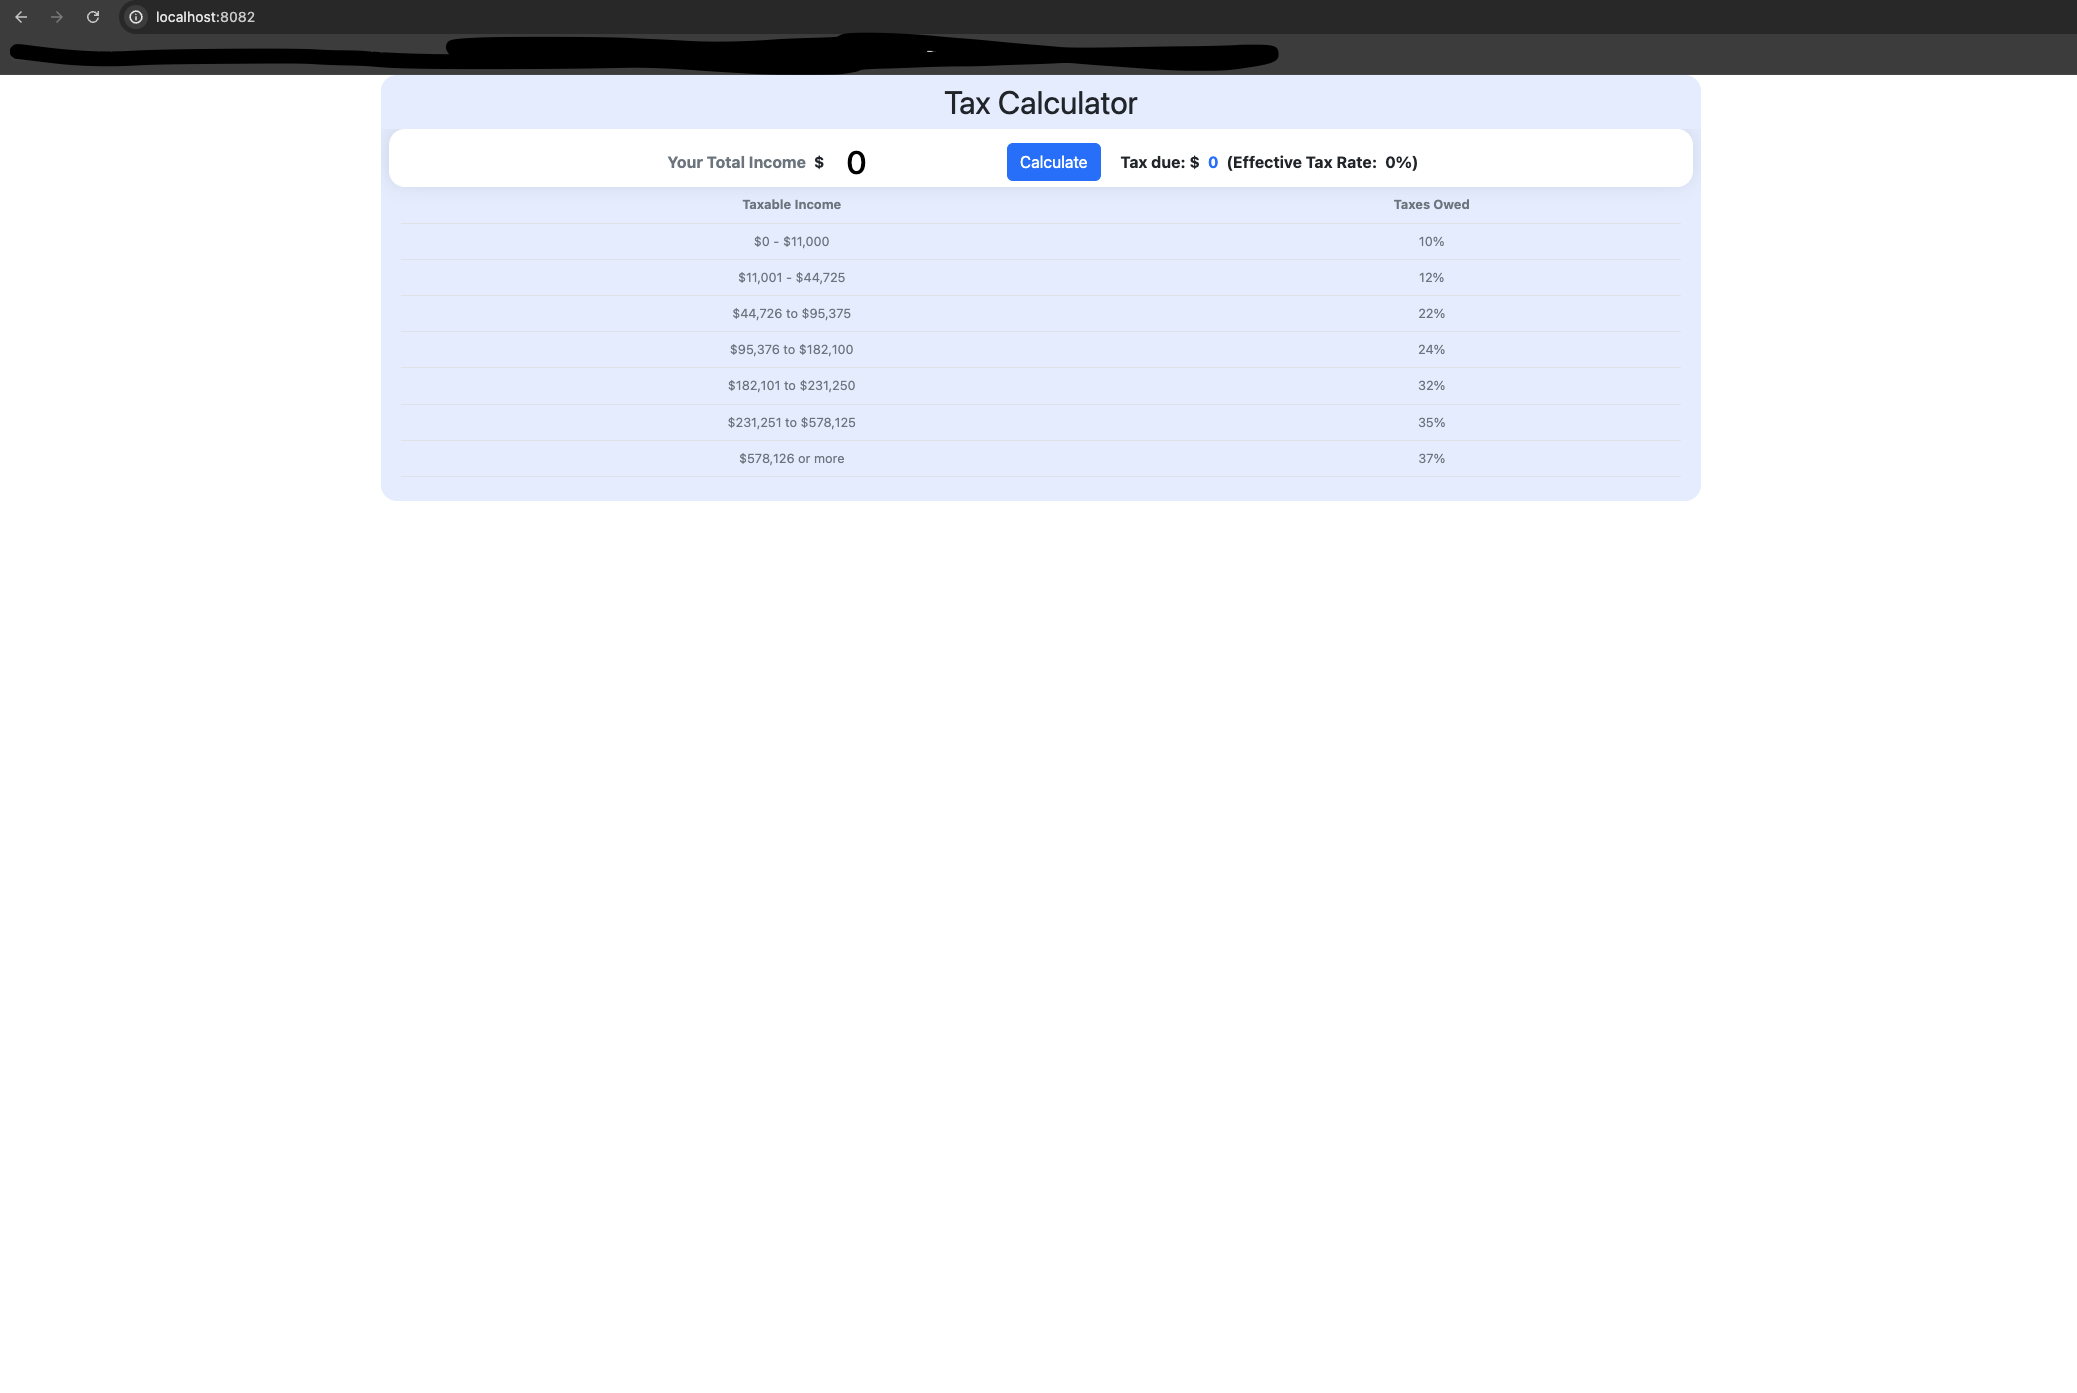 localhost:8082
Tax Calculator
Your Total Income $ 0 Calculate Tax due: $ 0 (Effective Tax Rate: 0%)
Taxable Income Taxes Owed
$0 - $11,000 10%
$11,001 - $44,725 12%
$44,726 to $95,375 22%
$95,376 to $182,100 24%
$182,101 to $231,250 32%
$231,251 to $578,125 35%
$578,126 or more 37%